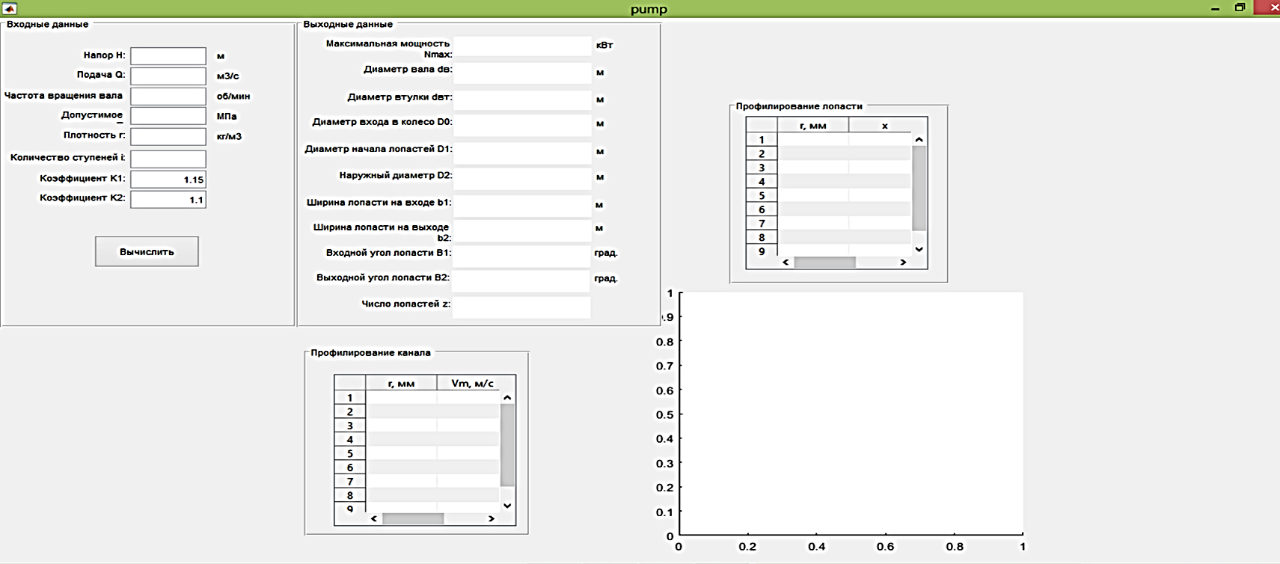 pump
Входные данные
Напор H: м
Подача Q: м3/с
Частота вращения вала об/мин
Допустимое МПа
Плотность r: кг/м3
Количество ступеней i:
Коэффициент K1: 1.15
Коэффициент K2: 1.1
Вычислить
Выходные данные
Максимальная мощность
Nmax: кВт
Диаметр вала dв: м
Диаметр втулки dвт: м
Диаметр входа в колесо D0: м
Диаметр начала лопастей D1: м
Наружный диаметр D2: м
Ширина лопасти на входе b1: м
Ширина лопасти на выходе
b2: м
Входной угол лопасти B1: град.
Выходной угол лопасти B2: град.
Число лопастей z:
Профилирование лопасти
r, мм x
1
2
3
4
5
6
7
8
9
Профилирование канала
r, мм Vm, м/с
1
2
3
4
5
6
7
8
9
1
.9
0.8
0.7
0.6
0.5
0.4
0.3
0.2
0.1
0
0 0.2 0.4 0.6 0.8 1